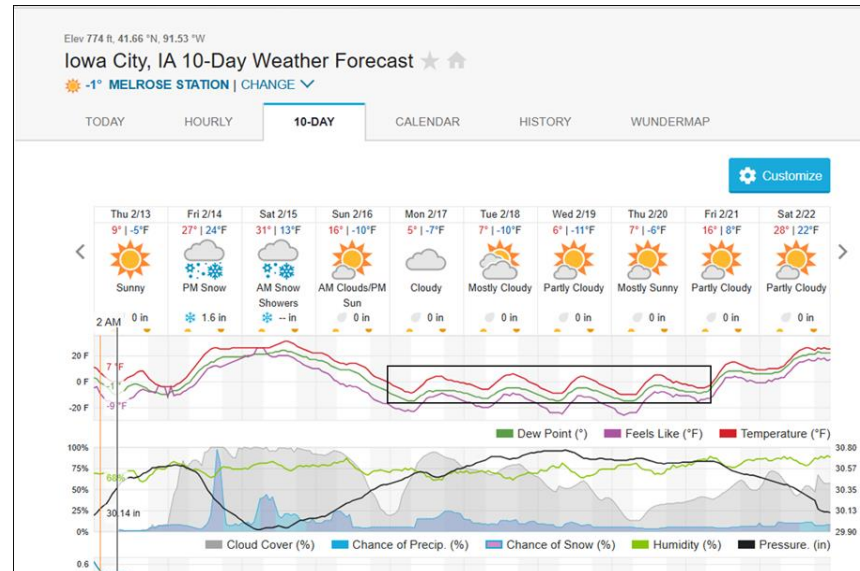 Elev 774 ft, 41.66 °N, 91.53 °W
Iowa City, IA 10-Day Weather Forecast
-1° MELROSE STATION | CHANGE
TODAY HOURLY 10-DAY CALENDAR HISTORY WUNDERMAP
Customize
Thu 2/13 Fri 2/14 Sat 2/15 Sun 2/16 Mon 2/17 Tue 2/18 Wed 2/19 Thu 2/20 Fri 2/21 Sat 2/22
9° | -5°F 27° | 24°F 31° | 13°F 16° | -10°F 5° | -7°F 7° | -10°F 6° | -11°F 7° | -6°F 16° | 8°F 28° | 22°F
Sunny PM Snow AM Snow AM Clouds/PM Cloudy Mostly Cloudy Partly Cloudy Mostly Sunny Partly Cloudy Partly Cloudy
Showers Sun
2 AM 0 in 1.6 in -- in 0 in 0 in 0 in 0 in 0 in 0 in 0 in
20 F
7 °F
0 F
-20 F
-9 °F
Dew Point (°) Feels Like (°F) Temperature (°F)
100% 30.80
75% 30.57
68%
50% 30.35
25% 30.13
30.14 in
0% 29.90
Cloud Cover (%) Chance of Precip. (%) Chance of Snow (%) Humidity (%) Pressure. (in)
0.6